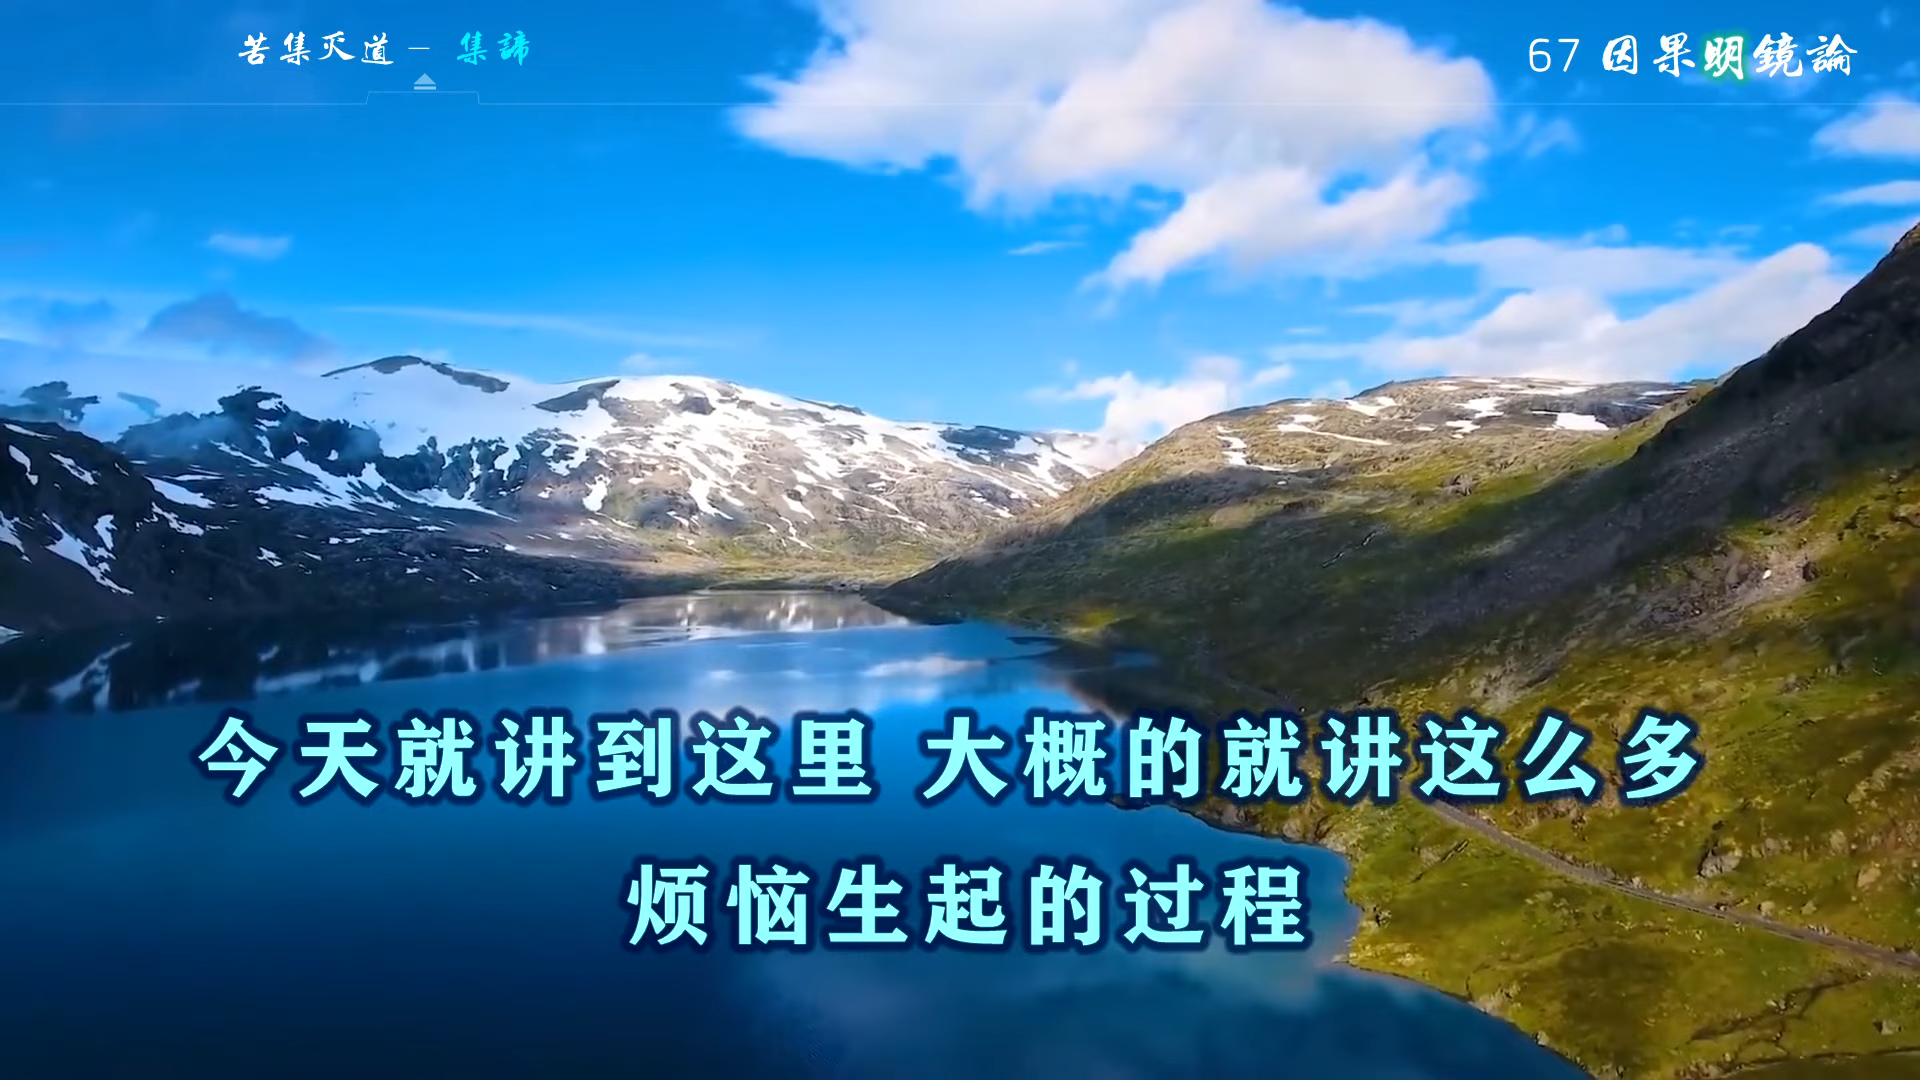 苦集灭道 — 集諦
67 因果明鏡論
今天就讲到这里 大概的就讲这么多
烦恼生起的过程